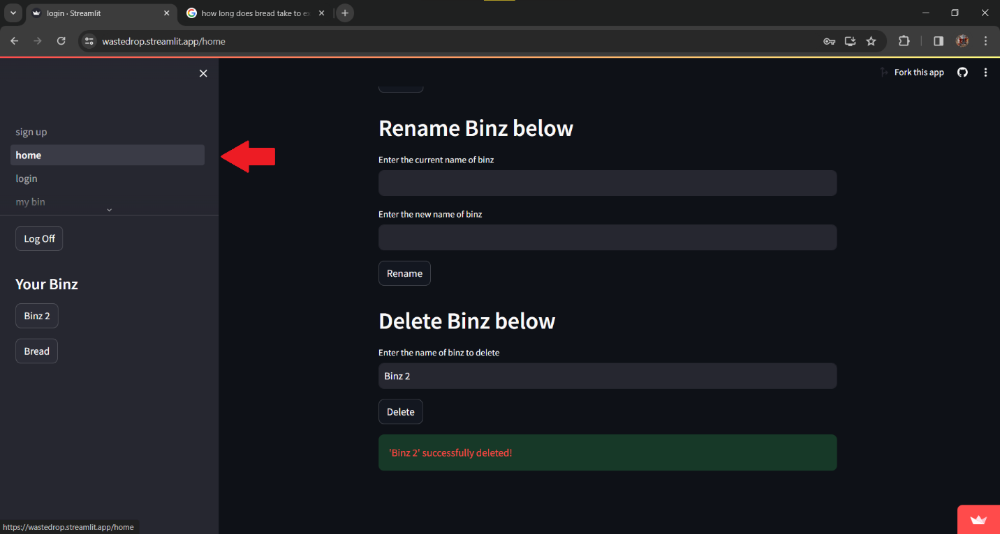 login · Streamlit
how long does bread take to ex
wastedrop.streamlit.app/home
Fork this app
sign up
home
login
my bin
Log Off
Your Binz
Binz 2
Bread
Rename Binz below
Enter the current name of binz
Enter the new name of binz
Rename
Delete Binz below
Enter the name of binz to delete
Binz 2
Delete
'Binz 2' successfully deleted!
https://wastedrop.streamlit.app/home